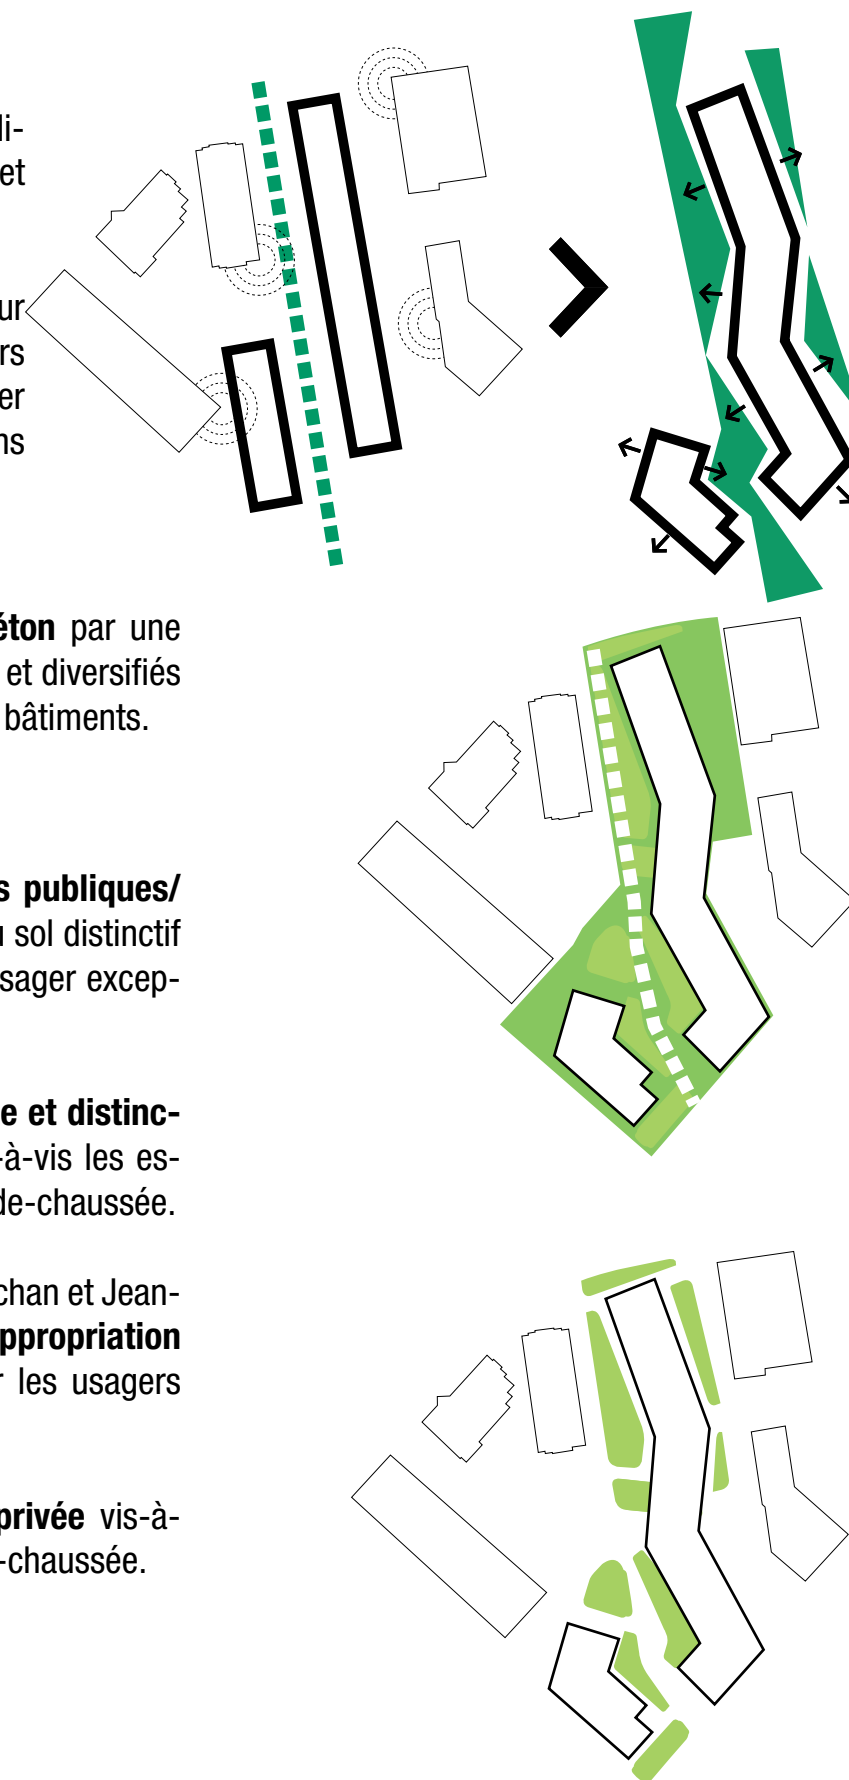 li-
et
ur
rs
er
ns
éton par une
et diversifiés
bâtiments.
s publiques/
u sol distinctif
sager excep-
e et distinc-
-à-vis les es-
de-chaussée.
chan et Jean-
ppropriation
r les usagers
privée vis-à-
-chaussée.